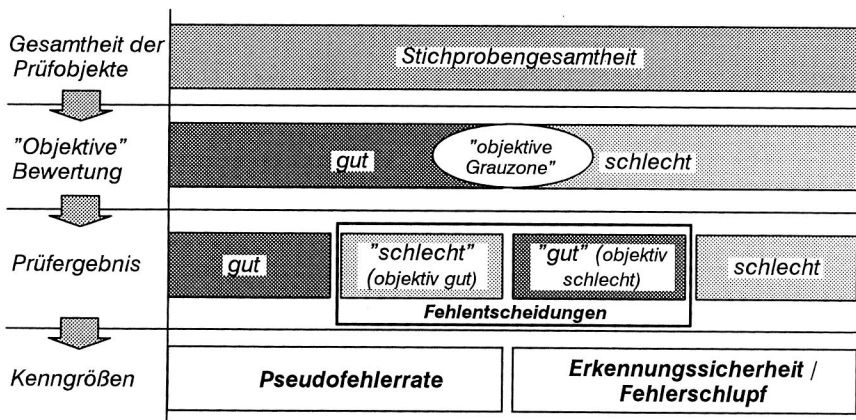 Gesamtheit der
Prüfobjekte
Stichprobengesamtheit
"Objektive"
Bewertung
gut
"objektive
Grauzone"
schlecht
Prüfergebnis
gut
"schlecht"
(objektiv gut)
"gut" (objektiv
schlecht)
schlecht
Fehlentscheidungen
Kenngrößen
Pseudofehlerrate
Erkennungssicherheit /
Fehlerschlupf